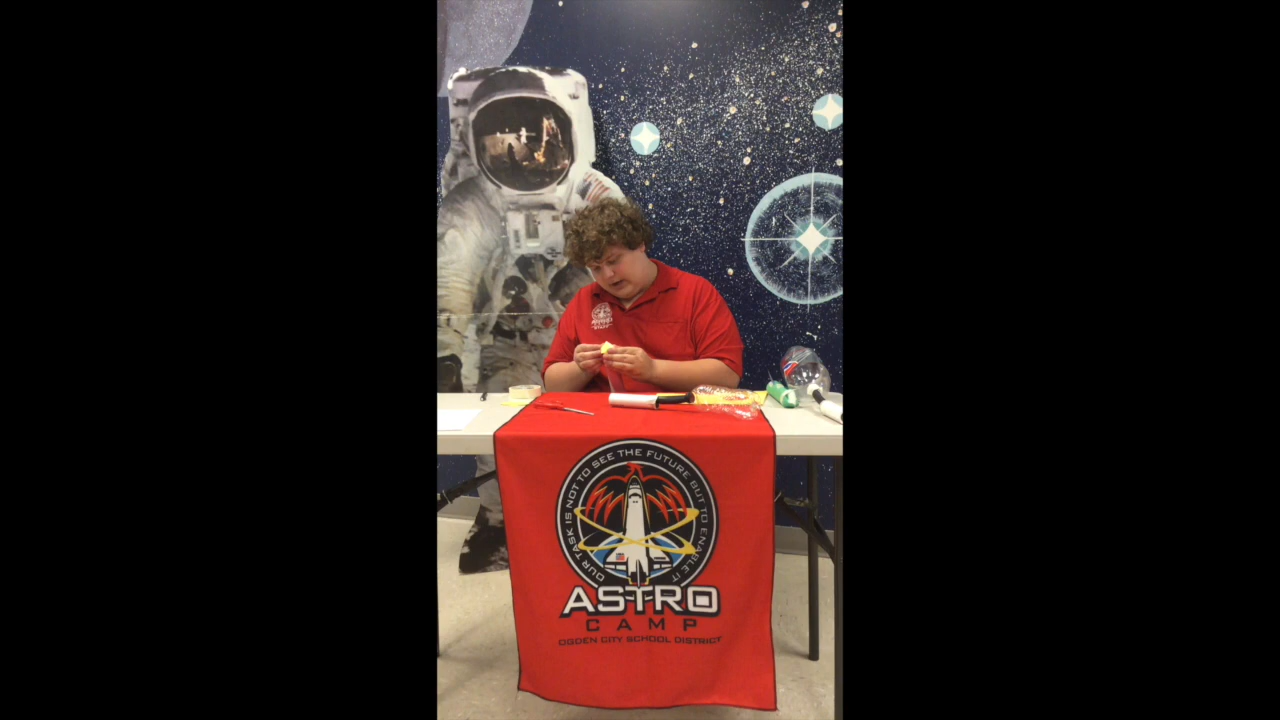 OUR TASK IS NOT TO SEE THE FUTURE BUT TO ENABLE IT
ASTRO
CAMP
OGDEN CITY SCHOOL DISTRICT